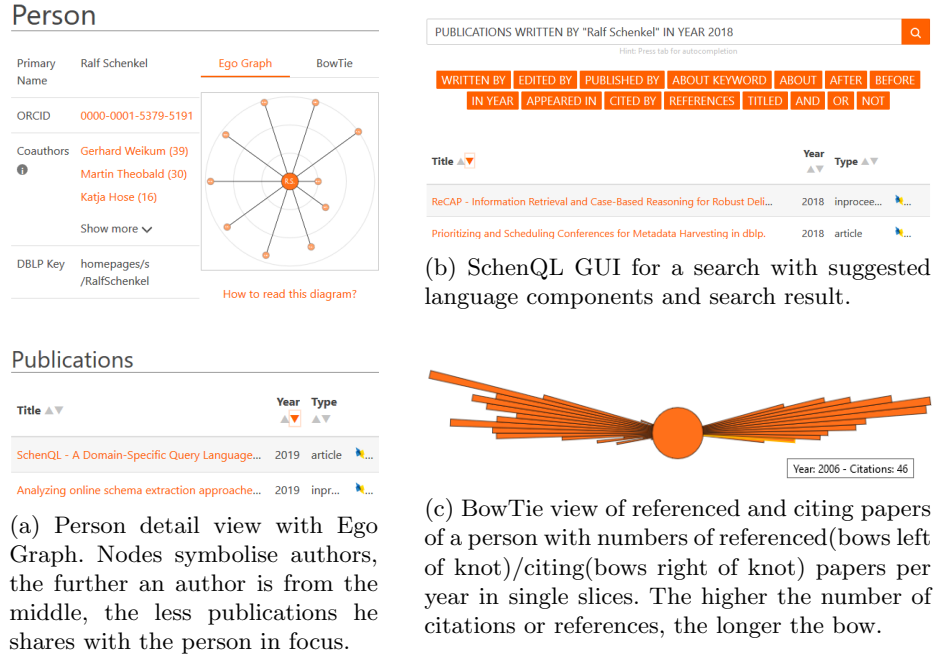 Person
Primary Name
Ralf Schenkel
Ego Graph
BowTie
ORCID
0000-0001-5379-5191
Coauthors
Gerhard Weikum (39)
Martin Theobald (30)
Katja Hose (16)
Show more
DBLP Key
homepages/s
/RalfSchenkel
R.S
How to read this diagram?
Publications
Title
Year
Type
SchenQL - A Domain-Specific Query Language...
2019
article
...
Analyzing online schema extraction approache...
2019
inpr...
...
(a) Person detail view with Ego
Graph. Nodes symbolise authors,
the further an author is from the
middle, the less publications he
shares with the person in focus.
PUBLICATIONS WRITTEN BY "Ralf Schenkel" IN YEAR 2018
Hint: Press tab for autocompletion
WRITTEN BY EDITED BY PUBLISHED BY ABOUT KEYWORD ABOUT AFTER BEFORE
IN YEAR APPEARED IN CITED BY REFERENCES TITLED AND OR NOT
Title
Year
Type
ReCAP - Information Retrieval and Case-Based Reasoning for Robust Deli...
2018
inprocee...
...
Prioritizing and Scheduling Conferences for Metadata Harvesting in dblp.
2018
article
...
(b) SchenQL GUI for a search with suggested
language components and search result.
Year: 2006 - Citations: 46
(c) BowTie view of referenced and citing papers
of a person with numbers of referenced(bows left
of knot)/citing(bows right of knot) papers per
year in single slices. The higher the number of
citations or references, the longer the bow.